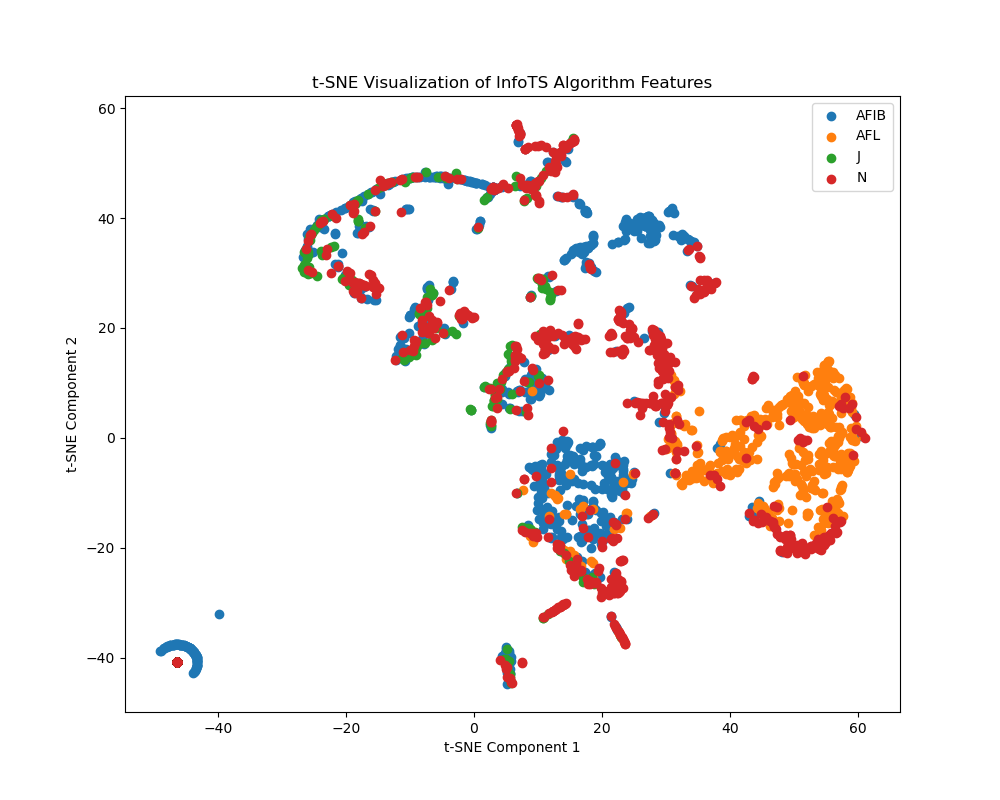 t-SNE Visualization of InfoTS Algorithm Features
AFIB
AFL
J
N
60
40
20
0
−20
−40
t-SNE Component 2
−40
−20
0
20
40
60
t-SNE Component 1